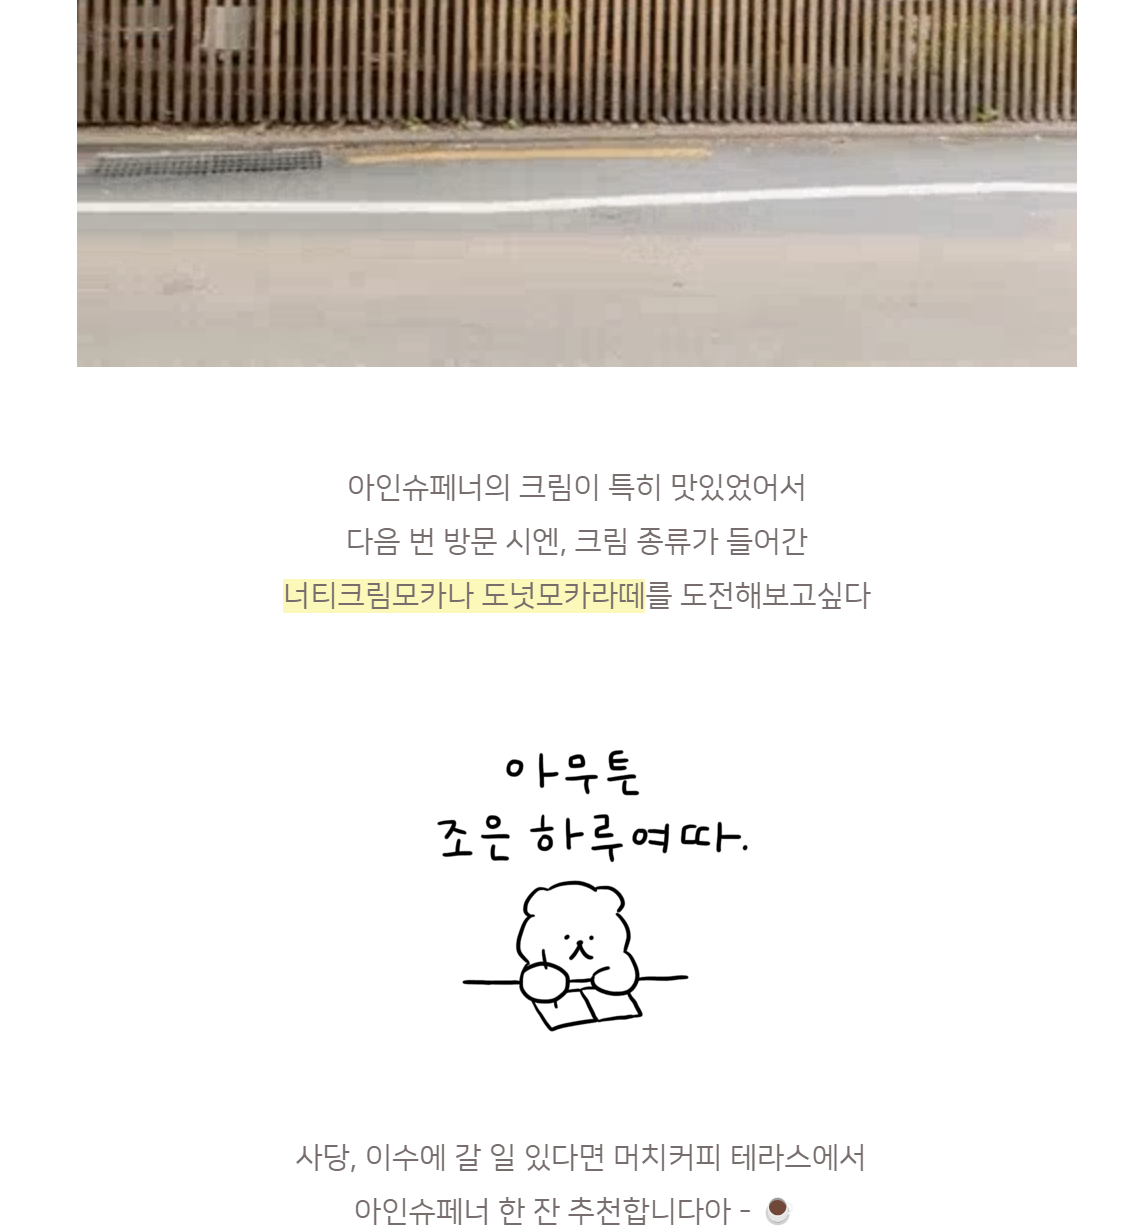 아인슈페너의 크림이 특히 맛있었어서
다음 번 방문 시엔, 크림 종류가 들어간
너티크림모카나 도넛모카라떼를 도전해보고싶다
아무튼
조은 하루여따.
사당, 이수에 갈 일 있다면 머치커피 테라스에서
아인슈페너 한 잔 추천합니다아 - ☕